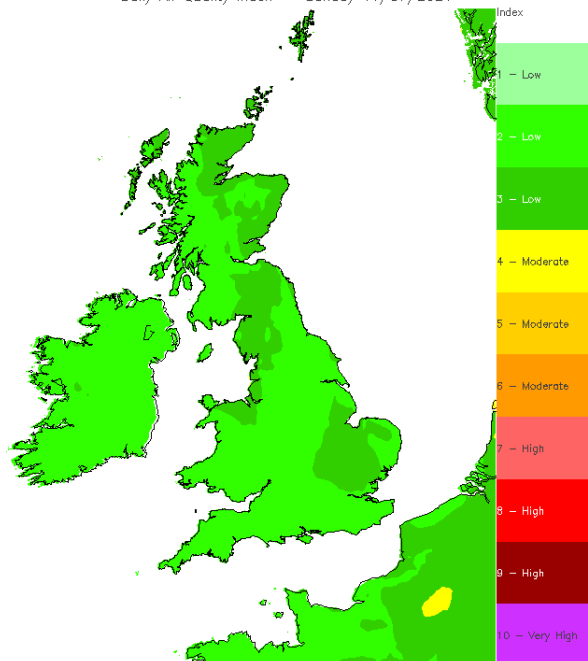 Index
1 - Low
2 - Low
3 - Low
4 - Moderate
5 - Moderate
6 - Moderate
7 - High
8 - High
9 - High
10 - Very High